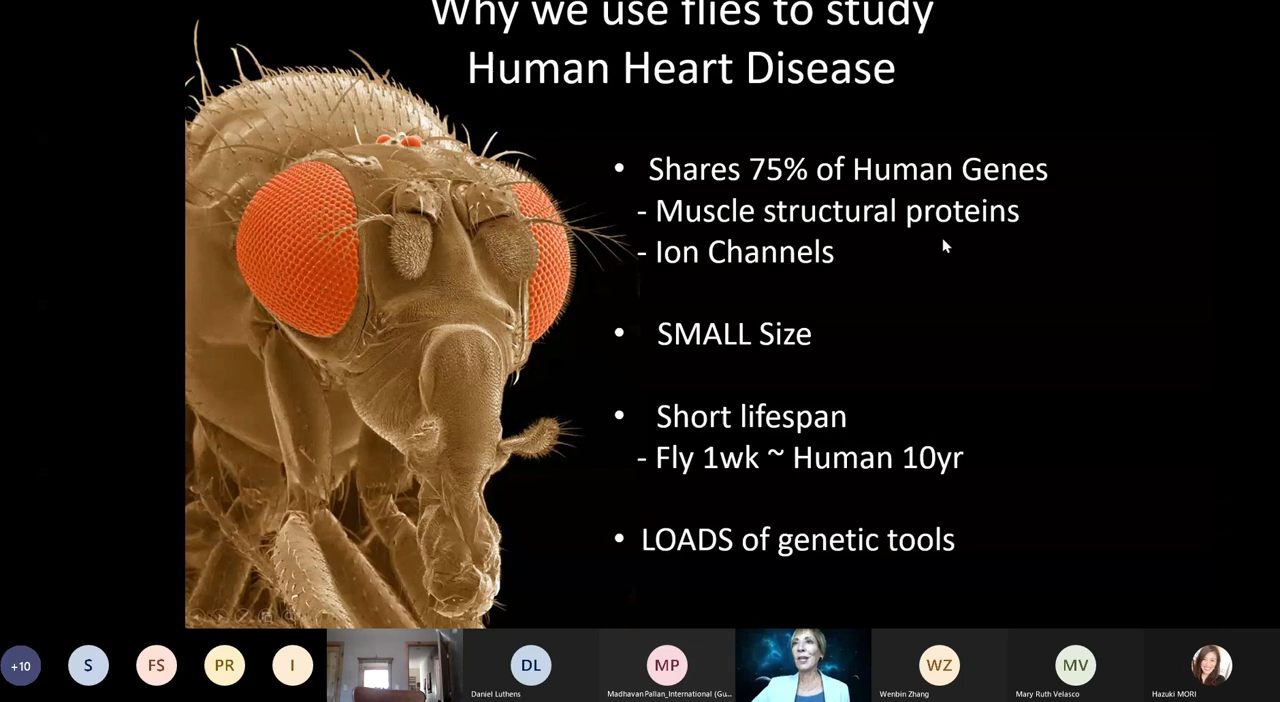 Why we use flies to study
Human Heart Disease
• Shares 75% of Human Genes
- Muscle structural proteins
- Ion Channels
• SMALL Size
• Short lifespan
- Fly 1wk ~ Human 10yr
• LOADS of genetic tools
+10
S
FS
PR
I
DL
Daniel Luthens
MP
Madhavan Pallan_International (Gu...
WZ
Wenbin Zhang
MV
Mary Ruth Velasco
Hazuki MORI